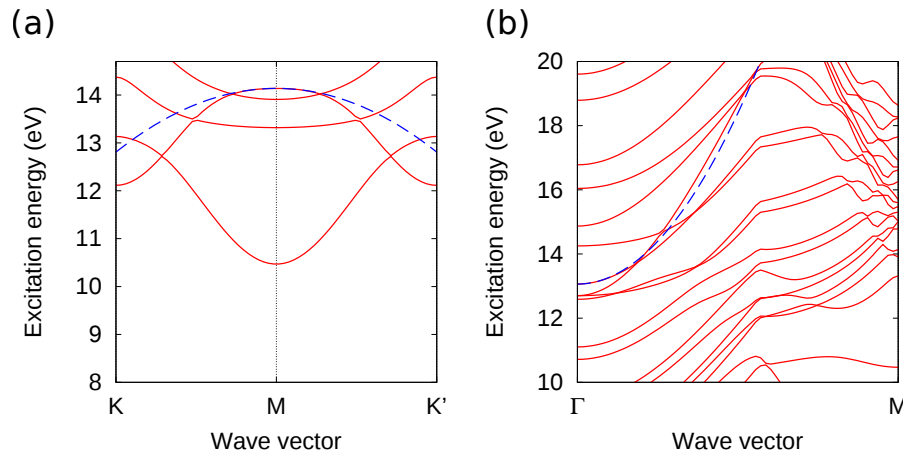 (a)
Excitation energy (eV)
14
13
12
11
10
9
8
K
M
K'
Wave vector
(b)
Excitation energy (eV)
20
18
16
14
12
10
Γ
M
Wave vector